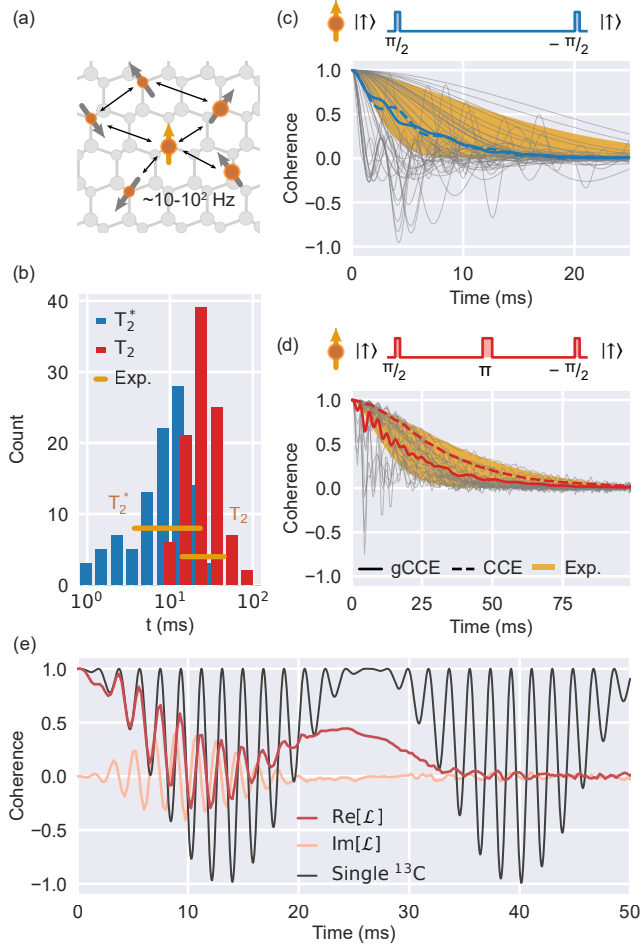 (a)
~10-10² Hz
(b)
40
30
20
10
0
Count
T₂*
T₂
Exp.
T₂*
T₂
10⁰
10¹
10²
t (ms)
(c)
|↑⟩
π/2
− π/2
|↑⟩
1.0
0.5
0.0
−0.5
−1.0
Coherence
0
10
20
Time (ms)
(d)
|↑⟩
π/2
π
− π/2
|↑⟩
1.0
0.5
0.0
−0.5
−1.0
Coherence
gCCE
CCE
Exp.
0
25
50
75
Time (ms)
(e)
1.0
0.5
0.0
−0.5
−1.0
Coherence
Re[ℒ]
Im[ℒ]
Single ¹³C
0
10
20
30
40
50
Time (ms)